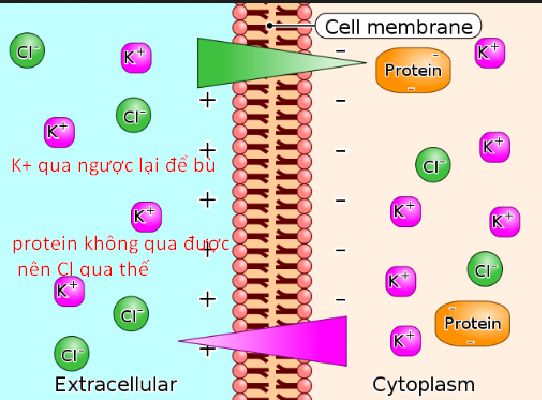 Cell membrane
Cl⁻
K⁺
K⁺
Protein
Cl⁻
K⁺
K⁺
K+ qua ngược lại để bù
Cl⁻
K⁺
K⁺
K⁺
protein không qua được
nên Cl qua thế
K⁺
Cl⁻
K⁺
Cl⁻
Protein
Cl⁻
K⁺
Extracellular
Cytoplasm